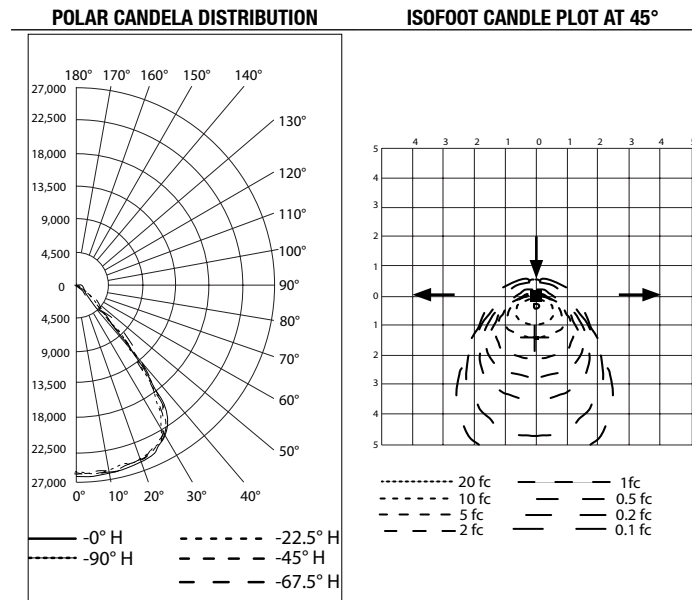 POLAR CANDELA DISTRIBUTION
180° 170° 160° 150° 140°
27,000
22,500
18,000
13,500
9,000
4,500
0
4,500
9,000
13,500
18,000
22,500
27,000
130°
120°
110°
100°
90°
80°
70°
60°
50°
0° 10° 20° 30° 40°
-0° H
-90° H
-22.5° H
-45° H
-67.5° H
ISOFOOT CANDLE PLOT AT 45°
4 3 2 1 0 1 2 3 4 5
5
4
3
2
1
0
1
2
3
4
5
20 fc
10 fc
5 fc
2 fc
1fc
0.5 fc
0.2 fc
0.1 fc